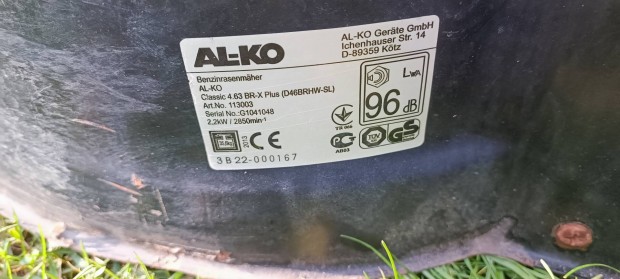 AL-KO
AL-KO Geräte GmbH
Ichenhauser Str. 14
D-89359 Kötz
Benzinrasenmäher
AL-KO
Classic 4.63 BR-X Plus (D46BRHW-SL)
Art.No. 113003
Serial No.:G1041048
2,2kW / 2850min-¹
LWA
96 dB
2013
CE
TÜV
GS
3 B 22-000167